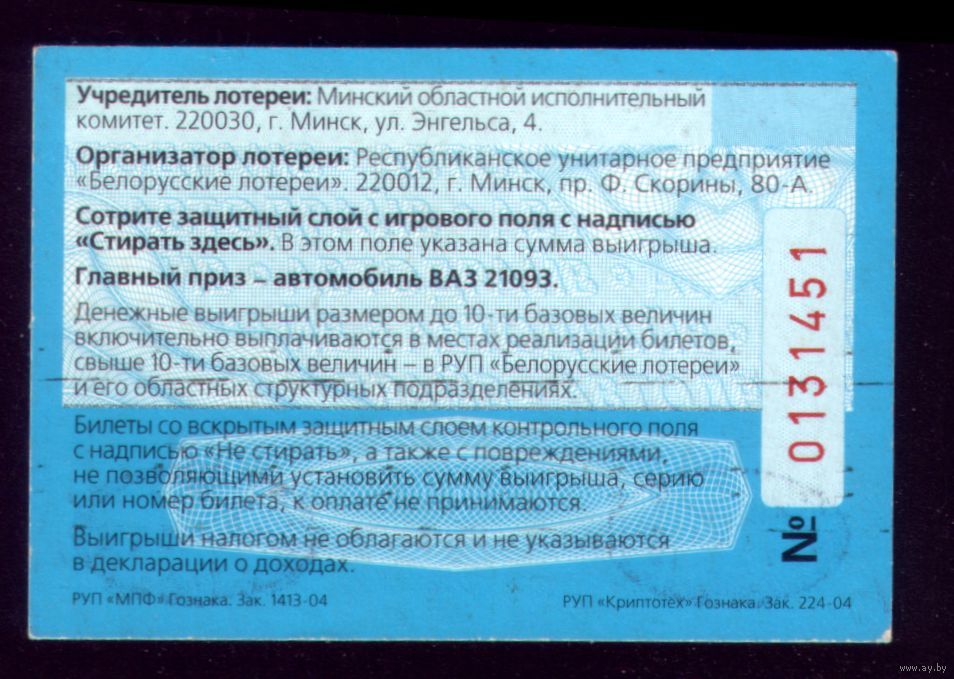 Учредитель лотереи: Минский областной исполнительный
комитет. 220030, г. Минск, ул. Энгельса, 4.
Организатор лотереи: Республиканское унитарное предприятие
«Белорусские лотереи». 220012, г. Минск, пр. Ф. Скорины, 80-А.
Сотрите защитный слой с игрового поля с надписью
«Стирать здесь». В этом поле указана сумма выигрыша.
Главный приз – автомобиль ВАЗ 21093.
Денежные выигрыши размером до 10-ти базовых величин
включительно выплачиваются в местах реализации билетов,
свыше 10-ти базовых величин – в РУП «Белорусские лотереи»
и его областных структурных подразделениях.
Билеты со вскрытым защитным слоем контрольного поля
с надписью «Не стирать», а также с повреждениями,
не позволяющими установить сумму выигрыша, серию
или номер билета, к оплате не принимаются.
Выигрыши налогом не облагаются и не указываются
в декларации о доходах.
РУП «МПФ» Гознака. Зак. 1413-04
РУП «Криптотех» Гознака. Зак. 224-04
№ 0131451
www.ay.by